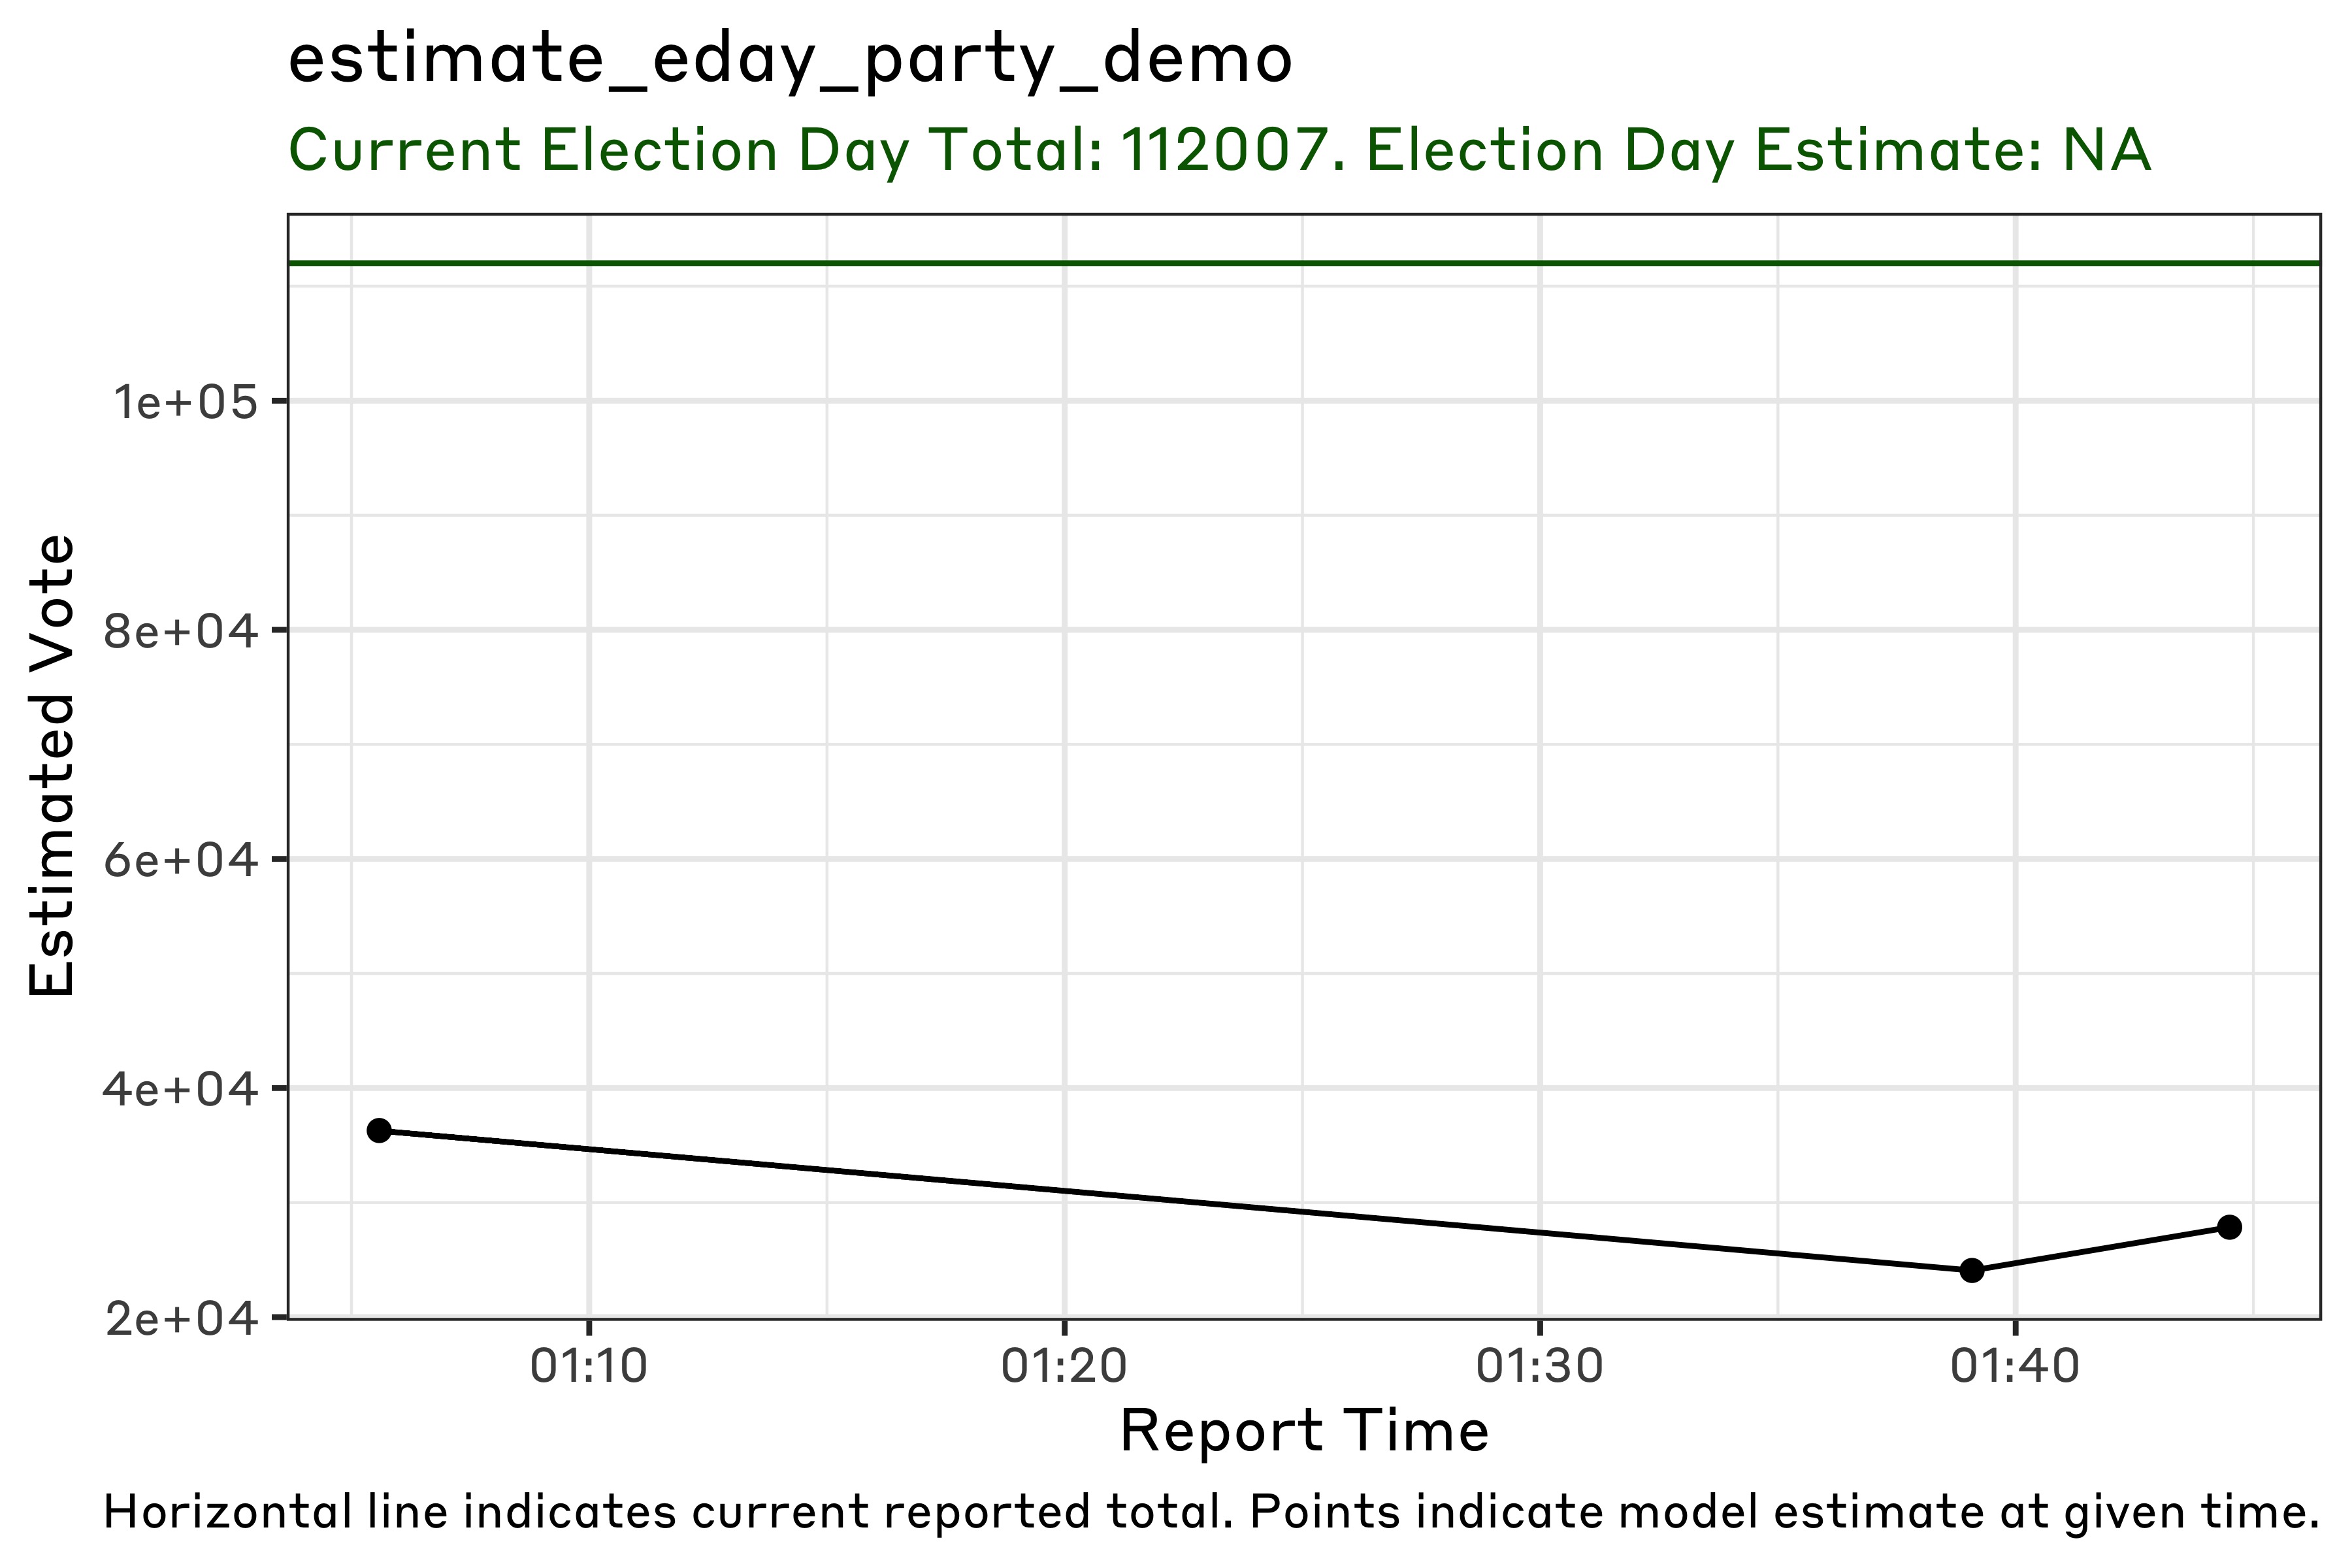 estimate_eday_party_demo
Current Election Day Total: 112007. Election Day Estimate: NA
Estimated Vote
1e+05
8e+04
6e+04
4e+04
2e+04
01:10
01:20
01:30
01:40
Report Time
Horizontal line indicates current reported total. Points indicate model estimate at given time.